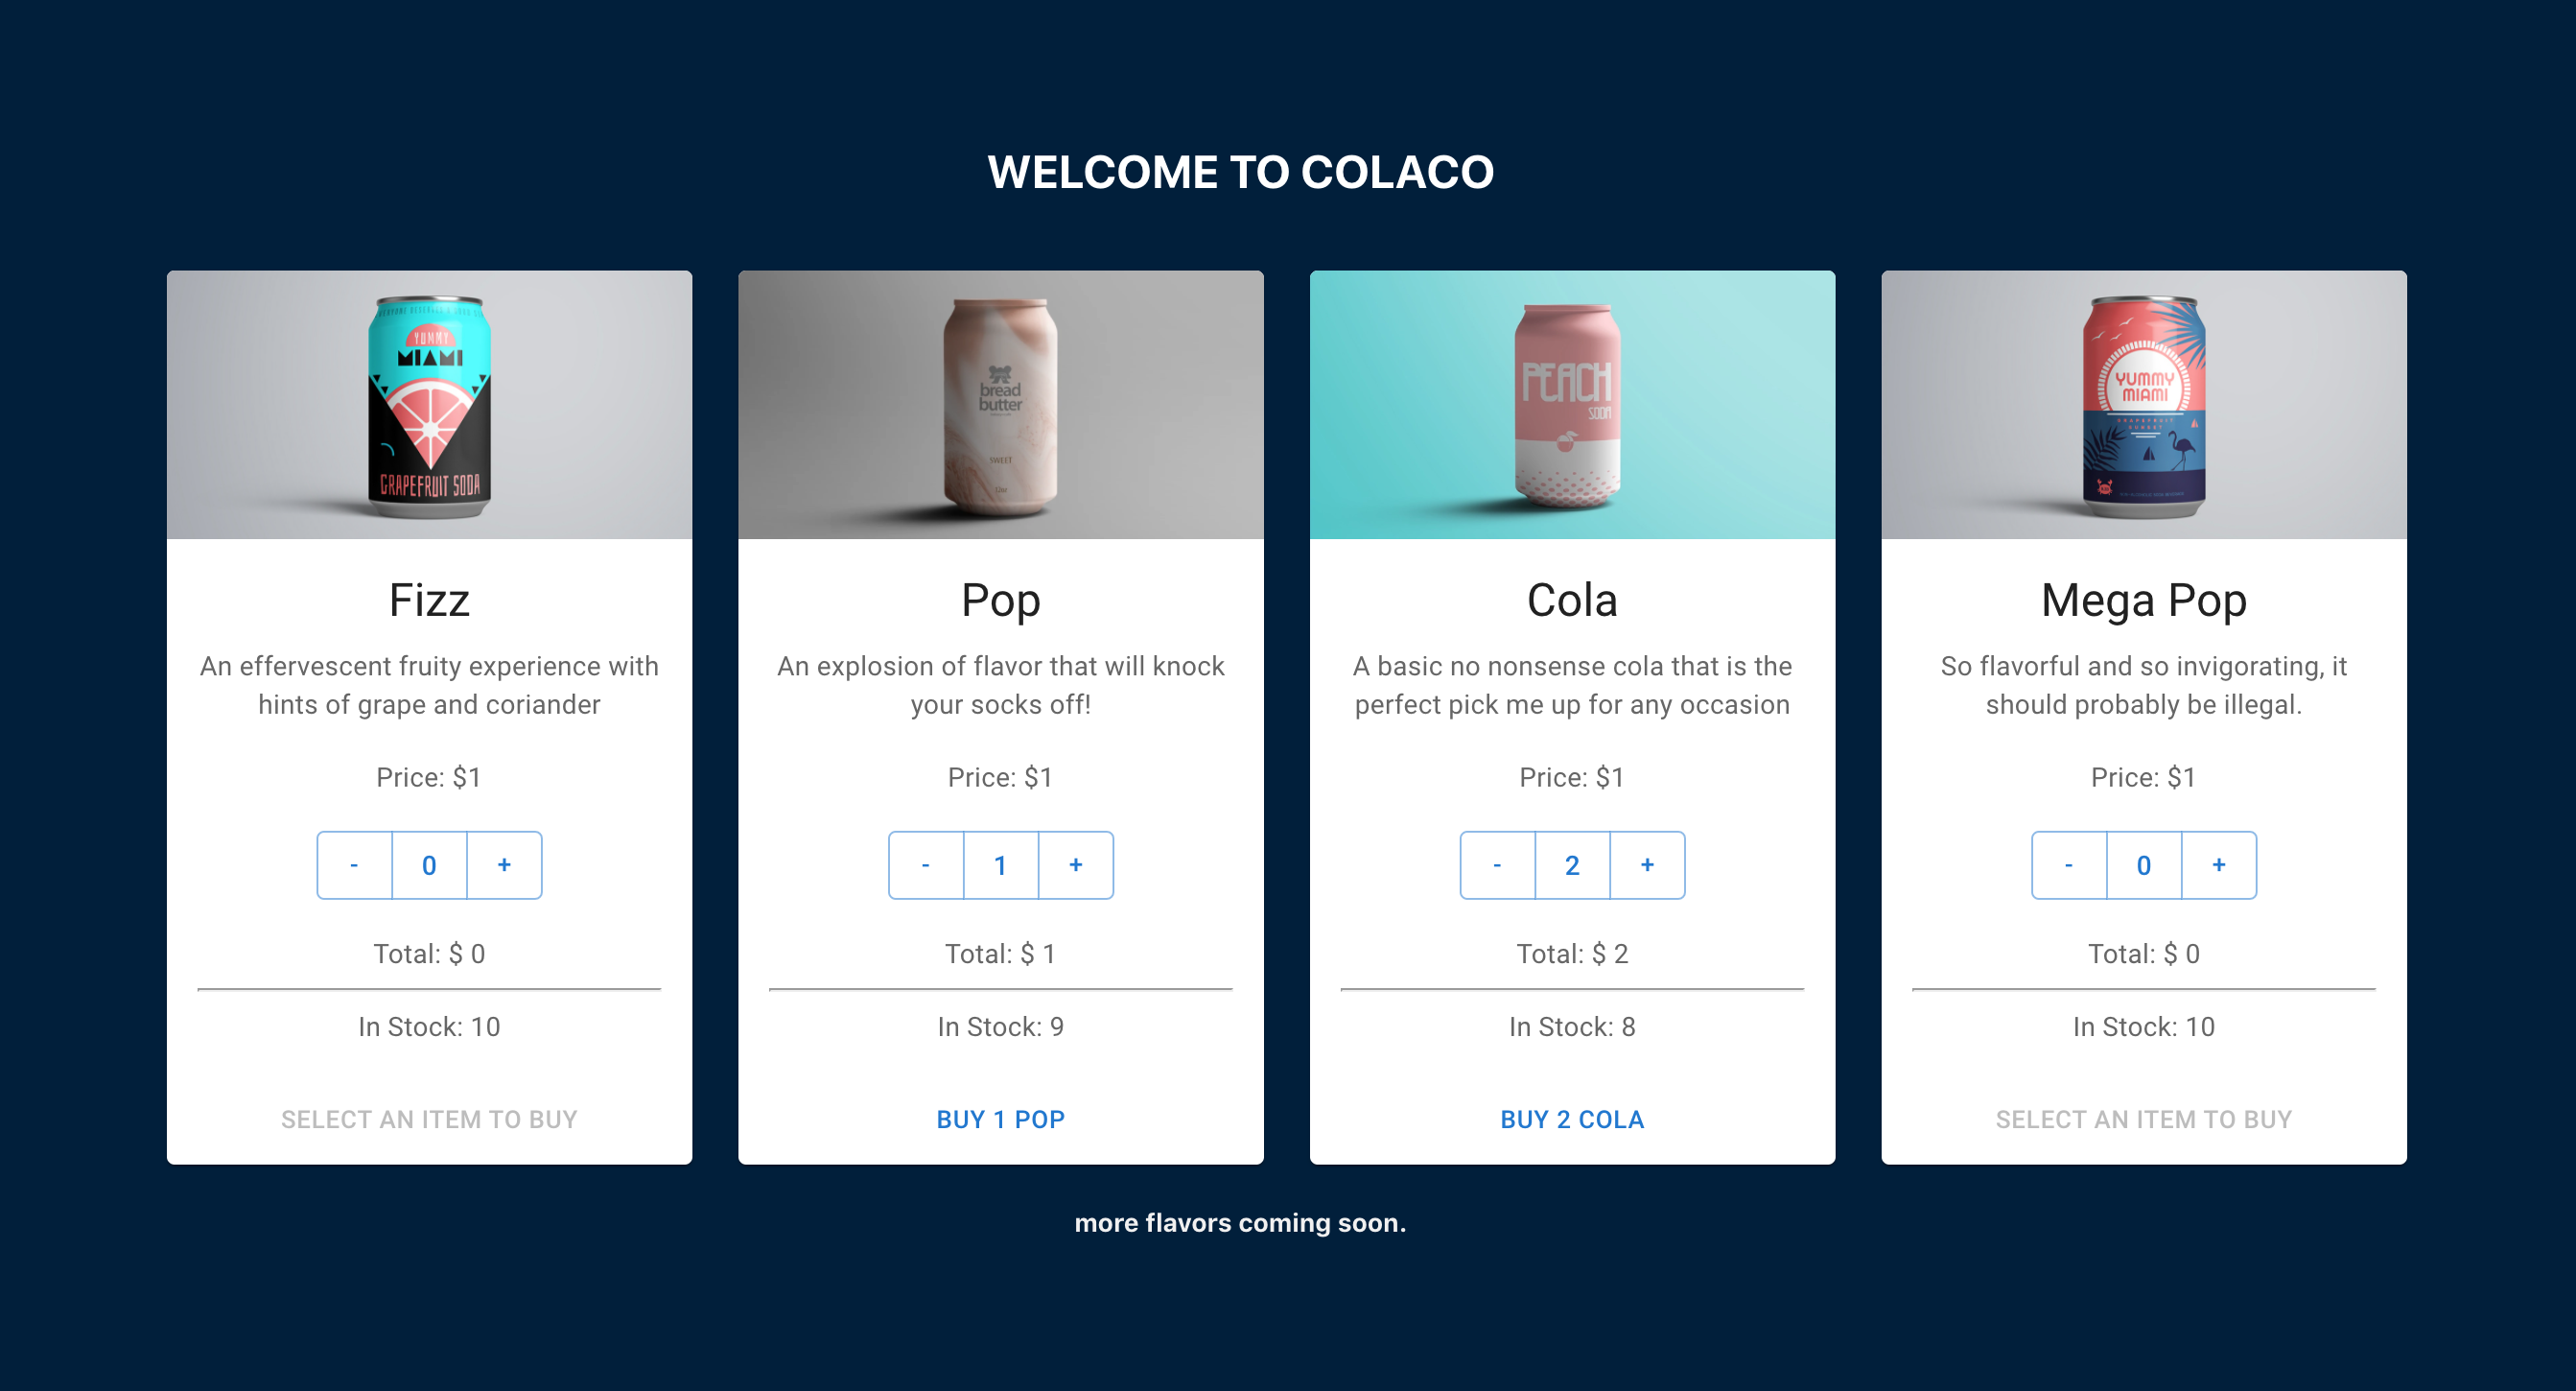 WELCOME TO COLACO
YUMMY
MIAMI
GRAPEFRUIT SODA
Fizz
An effervescent fruity experience with
hints of grape and coriander
Price: $1
- 0 +
Total: $ 0
In Stock: 10
SELECT AN ITEM TO BUY
bread
butter
SWEET
Pop
An explosion of flavor that will knock
your socks off!
Price: $1
- 1 +
Total: $ 1
In Stock: 9
BUY 1 POP
PEACH
SODA
Cola
A basic no nonsense cola that is the
perfect pick me up for any occasion
Price: $1
- 2 +
Total: $ 2
In Stock: 8
BUY 2 COLA
YUMMY
MIAMI
GRAPEFRUIT
Mega Pop
So flavorful and so invigorating, it
should probably be illegal.
Price: $1
- 0 +
Total: $ 0
In Stock: 10
SELECT AN ITEM TO BUY
more flavors coming soon.